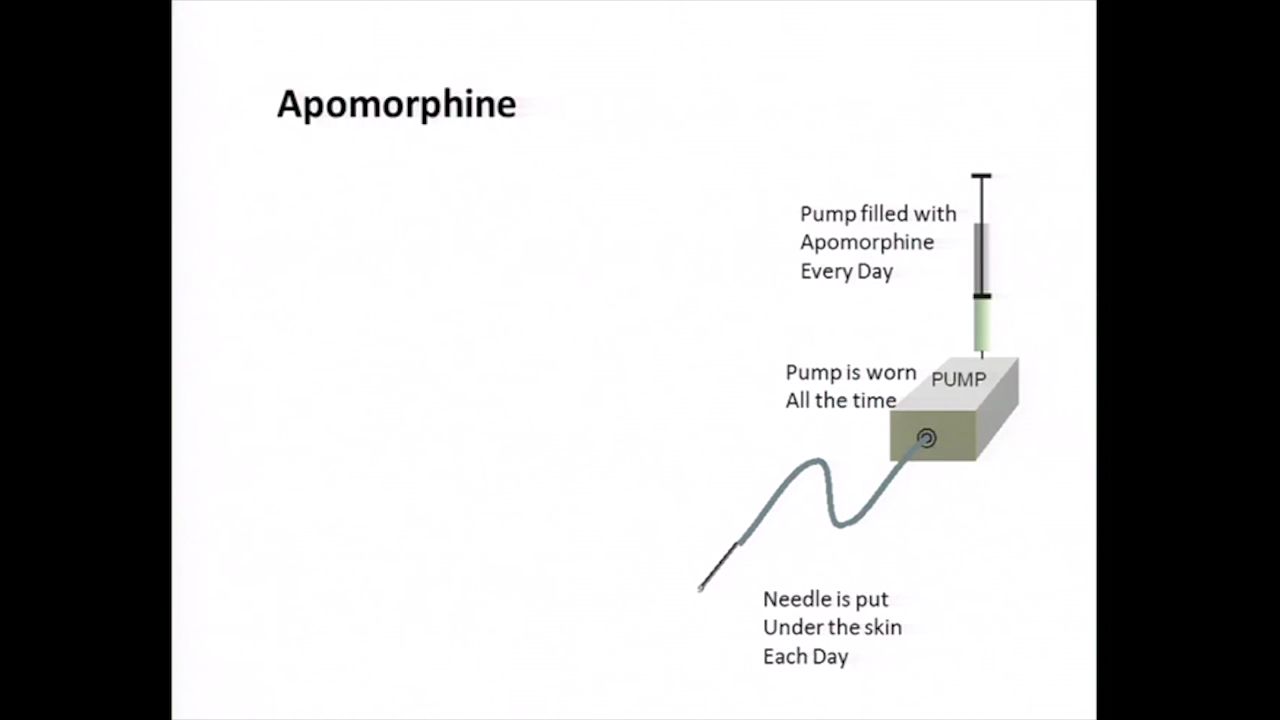 Apomorphine
Pump filled with
Apomorphine
Every Day
Pump is worn
All the time
PUMP
Needle is put
Under the skin
Each Day